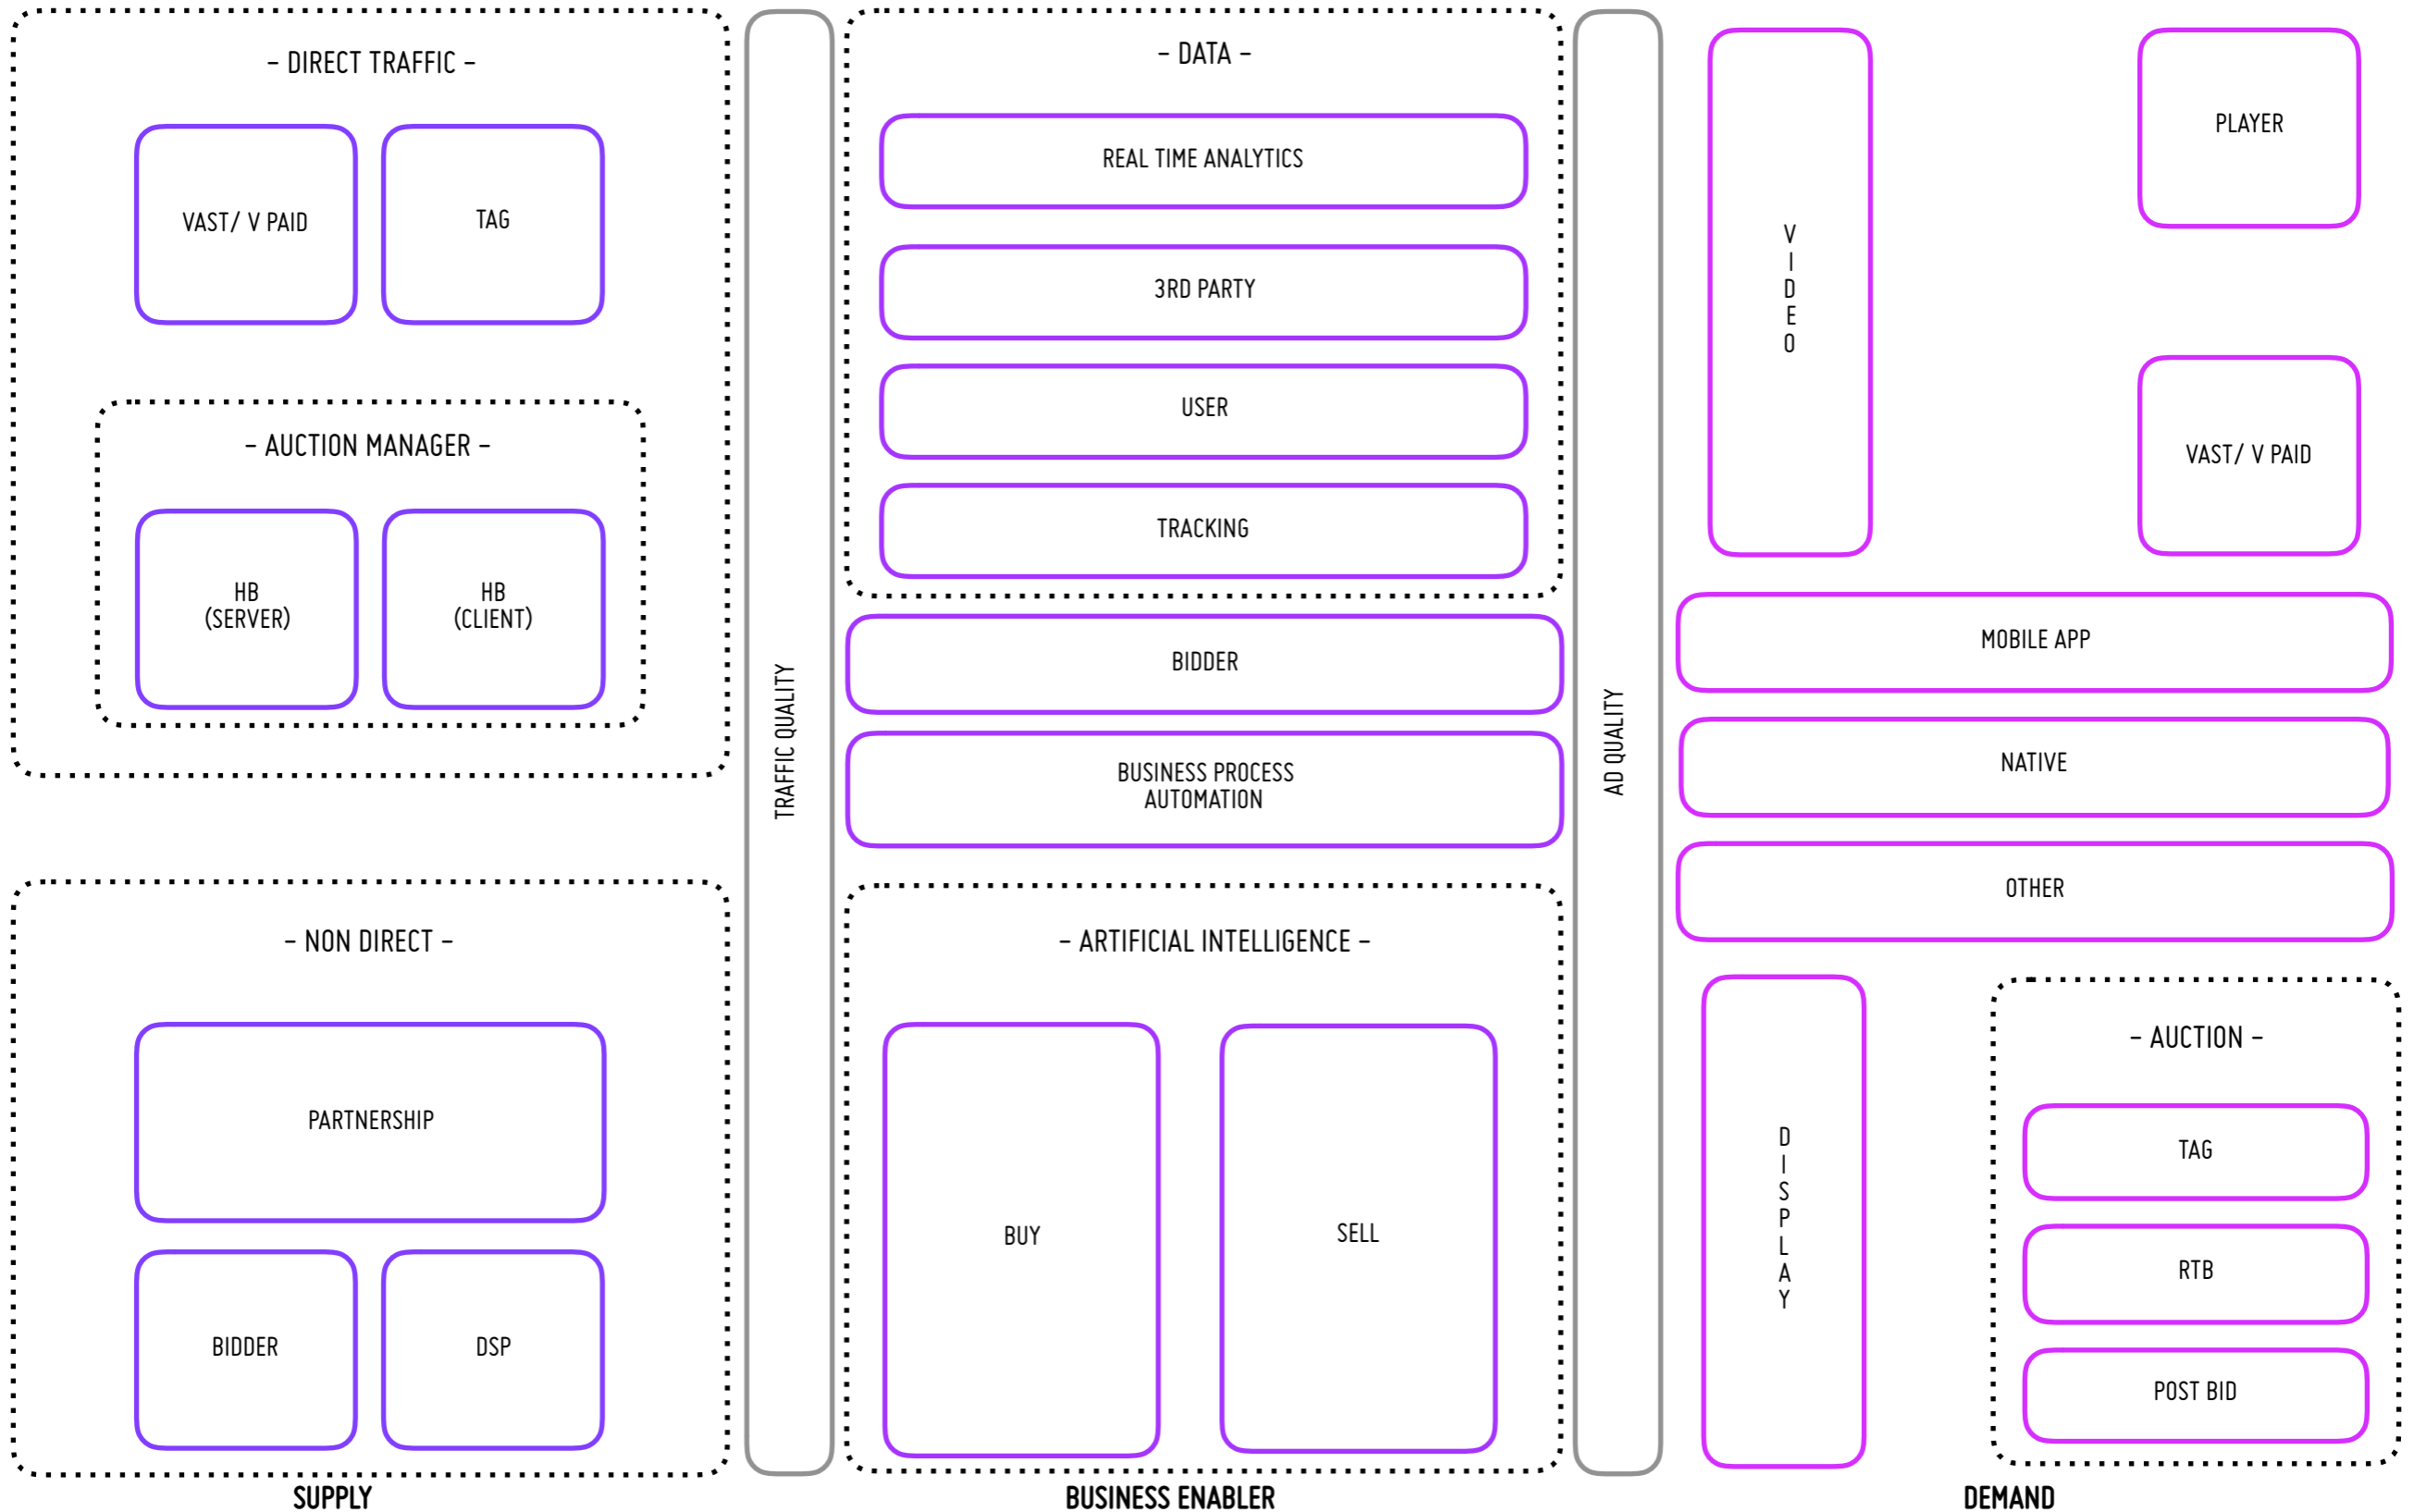 - DIRECT TRAFFIC -
VAST/ V PAID
TAG
- AUCTION MANAGER -
HB
(SERVER)
HB
(CLIENT)
- NON DIRECT -
PARTNERSHIP
BIDDER
DSP
SUPPLY
TRAFFIC QUALITY
- DATA -
REAL TIME ANALYTICS
3RD PARTY
USER
TRACKING
BIDDER
BUSINESS PROCESS
AUTOMATION
- ARTIFICIAL INTELLIGENCE -
BUY
SELL
BUSINESS ENABLER
AD QUALITY
VIDEO
PLAYER
VAST/ V PAID
MOBILE APP
NATIVE
OTHER
DISPLAY
- AUCTION -
TAG
RTB
POST BID
DEMAND